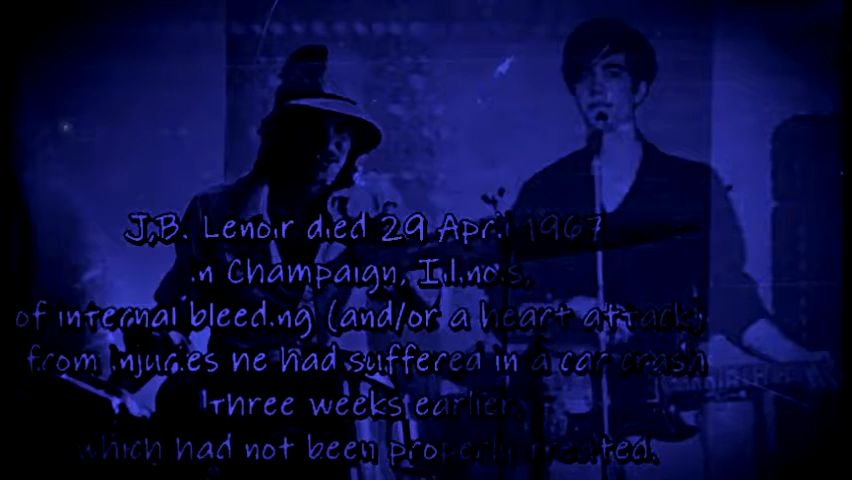 J.B. Lenoir died 29 April 1967
in Champaign, Illinois,
of internal bleeding (and/or a heart attack)
from injuries he had suffered in a car crash
three weeks earlier,
which had not been properly treated.